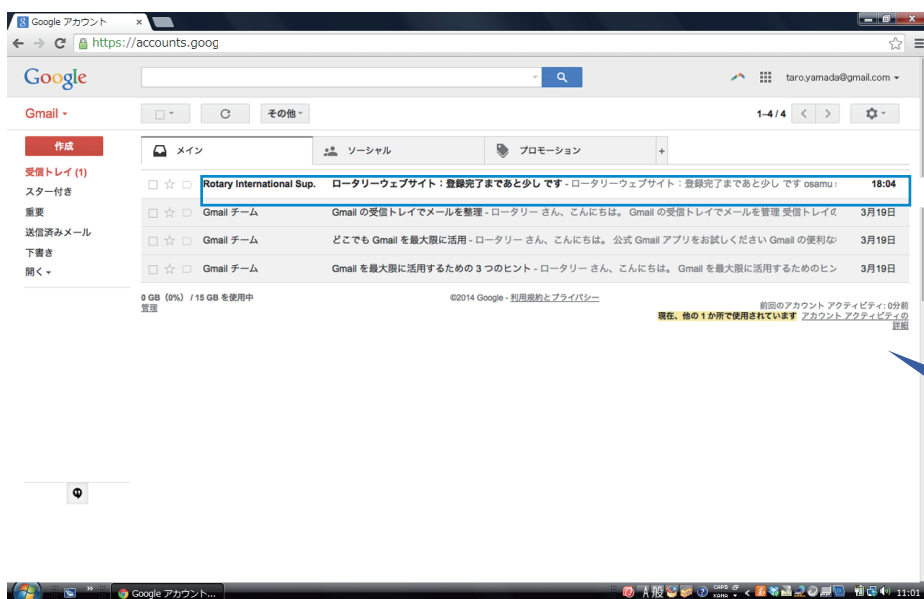 Google アカウント ×
https://accounts.goog
Google taro.yamada@gmail.com
Gmail その他 1–4 / 4
作成 メイン ソーシャル プロモーション +
受信トレイ (1)
スター付き
重要
送信済みメール
下書き
開く
Rotary International Sup. ロータリーウェブサイト：登録完了まであと少し です - ロータリーウェブサイト：登録完了まであと少し です osamu 18:04
Gmail チーム Gmail の受信トレイでメールを整理 - ロータリー さん、こんにちは。 Gmail の受信トレイでメールを管理 受信トレイの 3月19日
Gmail チーム どこでも Gmail を最大限に活用 - ロータリー さん、こんにちは。 公式 Gmail アプリをお試しください Gmail の便利な 3月19日
Gmail チーム Gmail を最大限に活用するための 3 つのヒント - ロータリー さん、こんにちは。 Gmail を最大限に活用するためのヒン 3月19日
0 GB（0%） / 15 GB を使用中 ©2014 Google - 利用規約とプライバシー 前回のアカウント アクティビティ: 0分前
管理 現在、他の 1 か所で使用されています アカウント アクティビティの
詳細
Google アカウント... A 般 CAPS KANA 11:01